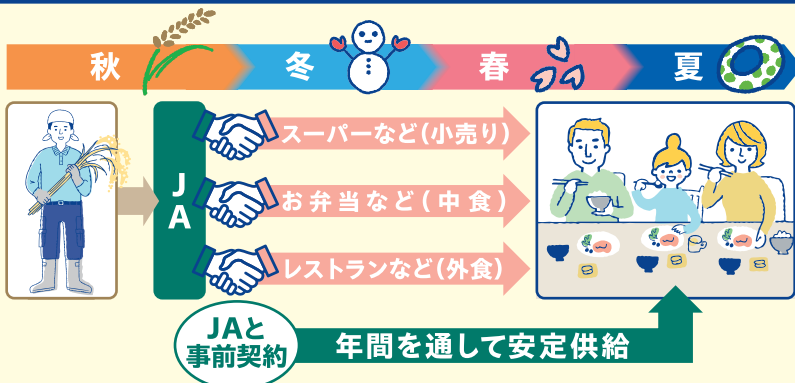 秋
冬
春
夏
JA
スーパーなど(小売り)
お弁当など(中食)
レストランなど(外食)
JAと
事前契約
年間を通して安定供給